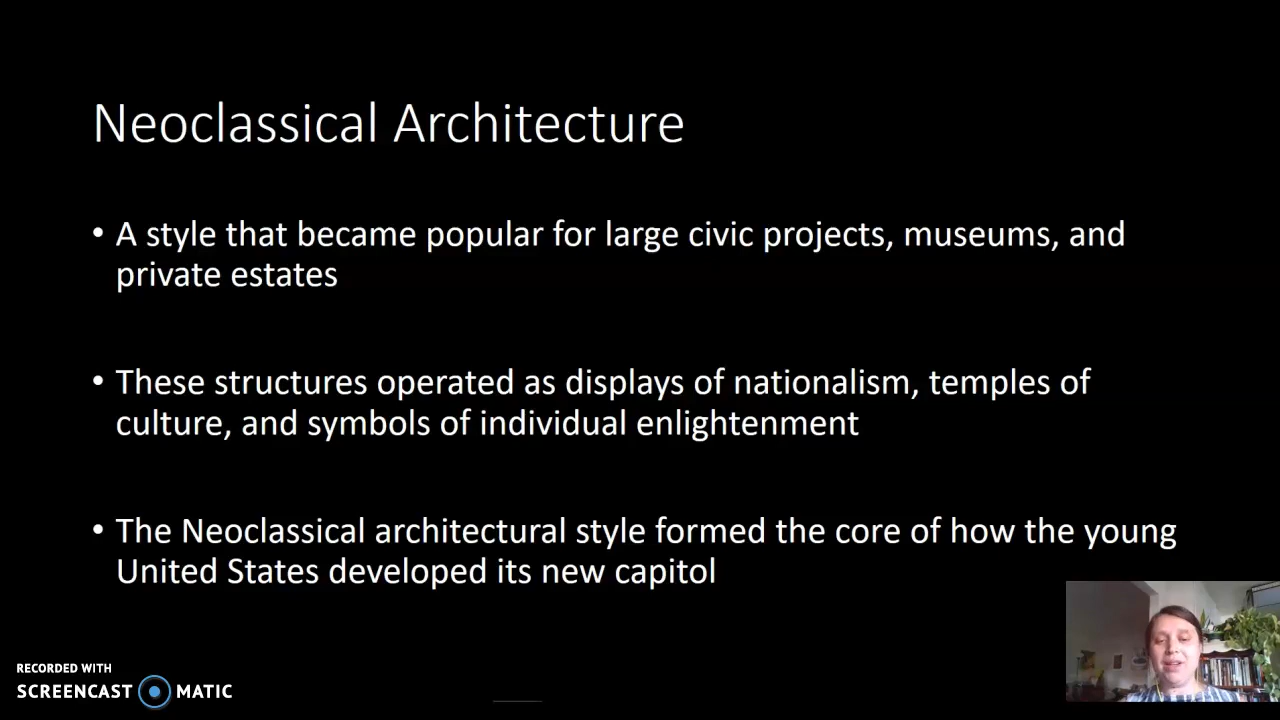 Neoclassical Architecture
• A style that became popular for large civic projects, museums, and
private estates
• These structures operated as displays of nationalism, temples of
culture, and symbols of individual enlightenment
• The Neoclassical architectural style formed the core of how the young
United States developed its new capitol
RECORDED WITH
SCREENCAST MATIC